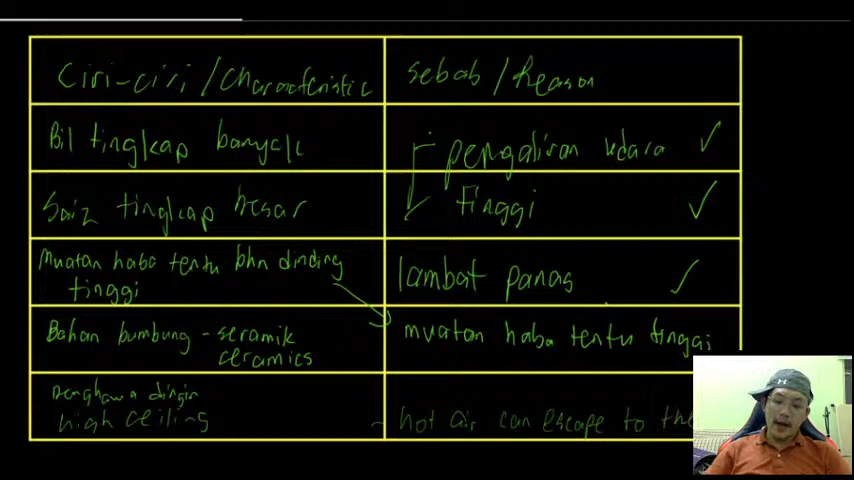 Ciri-ciri/Characteristic
sebab/Reason
Bil tingkap banyak
pengaliran udara ✓
Saiz tingkap besar
tinggi ✓
Muatan haba tentu bhn dinding
tinggi
lambat panas ✓
Bahan bumbung - seramik
ceramics
muatan haba tentu tinggi
Penghawa dingin
high ceiling
hot air can escape to the